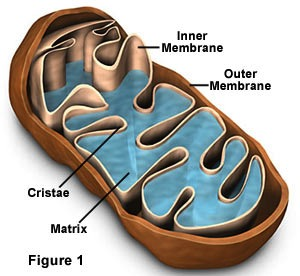 Inner
Membrane
Outer
Membrane
Cristae
Matrix
Figure 1